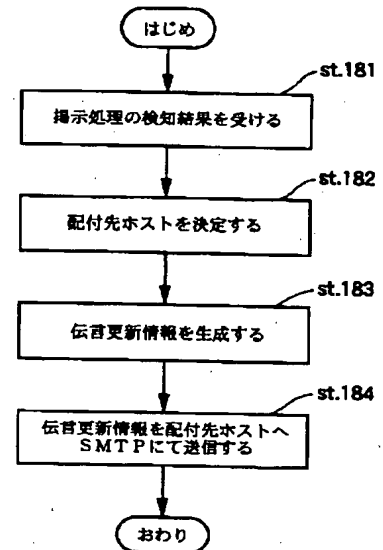 はじめ
st.181
掲示処理の検知結果を受ける
st.182
配付先ホストを決定する
st.183
伝言更新情報を生成する
st.184
伝言更新情報を配付先ホストへ
SMTPにて送信する
おわり